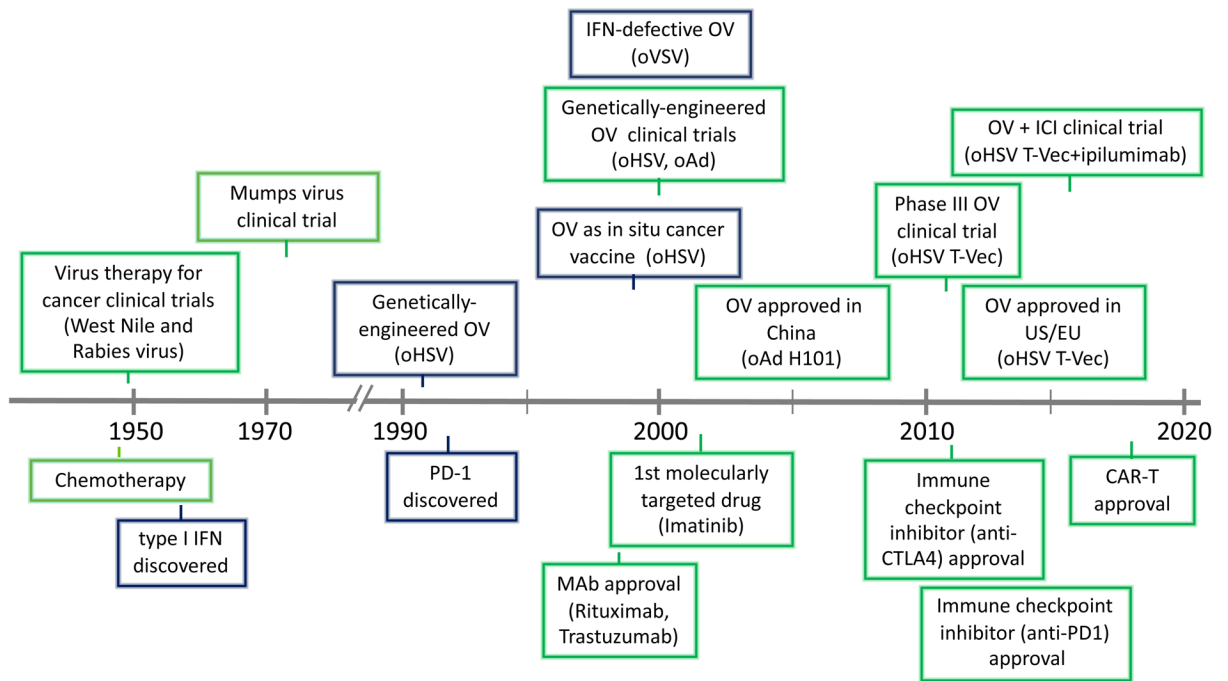 IFN-defective OV
(oVSV)
Genetically-engineered
OV clinical trials
(oHSV, oAd)
OV + ICI clinical trial
(oHSV T-Vec+ipilumimab)
Mumps virus
clinical trial
Phase III OV
clinical trial
(oHSV T-Vec)
OV as in situ cancer
vaccine (oHSV)
Virus therapy for
cancer clinical trials
(West Nile and
Rabies virus)
Genetically-
engineered OV
(oHSV)
OV approved in
China
(oAd H101)
OV approved in
US/EU
(oHSV T-Vec)
1950 1970 1990 2000 2010 2020
Chemotherapy
type I IFN
discovered
PD-1
discovered
1st molecularly
targeted drug
(Imatinib)
MAb approval
(Rituximab,
Trastuzumab)
Immune
checkpoint
inhibitor (anti-
CTLA4) approval
Immune checkpoint
inhibitor (anti-PD1)
approval
CAR-T
approval